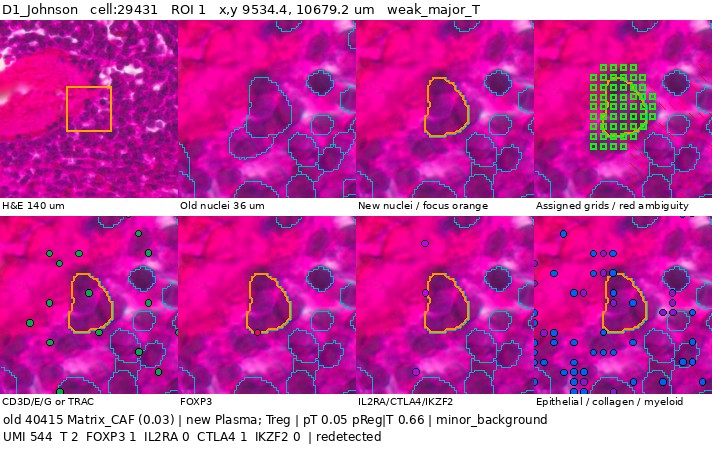 D1_Johnson cell:29431 ROI 1 x,y 9534.4, 10679.2 um weak_major_T
H&E 140 um
Old nuclei 36 um
New nuclei / focus orange
Assigned grids / red ambiguity
CD3D/E/G or TRAC
FOXP3
IL2RA/CTLA4/IKZF2
Epithelial / collagen / myeloid
old 40415 Matrix_CAF (0.03) | new Plasma; Treg | pT 0.05 pReg|T 0.66 | minor_background
UMI 544 T 2 FOXP3 1 IL2RA 0 CTLA4 1 IKZF2 0 | redetected